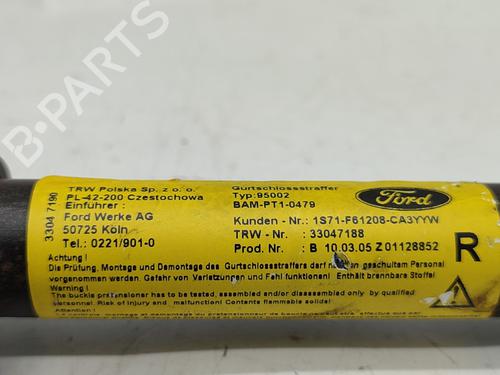 3304 7190
TRW Polska Sp. z o. o.
PL-42-200 Czestochowa
Einführer :
Ford Werke AG
50725 Köln
Tel.: 0221/901-0
Gurtschlossstraffer
Typ:95002
BAM-PT1-0479
Ford
Kunden - Nr.: 1S71-F61208-CA3YYW
TRW - Nr.: 33047188
Prod. Nr.: B 10.03.05 Z01128852
R
Achtung !
Die Prüfung, Montage und Demontage des Gurtschlossstraffers darf nur von geschultem Personal
vorgenommen werden. Gefahr von Verletzungen und Fehlfunktionen! Enthält brennbare Stoffe!
Warning !
The buckle pretensioner has to be tested, assembled and/or disassembled only by qualified
personnel. Risk of injury and malfunction! Contains flammable solids!
Attention !
B-PARTS